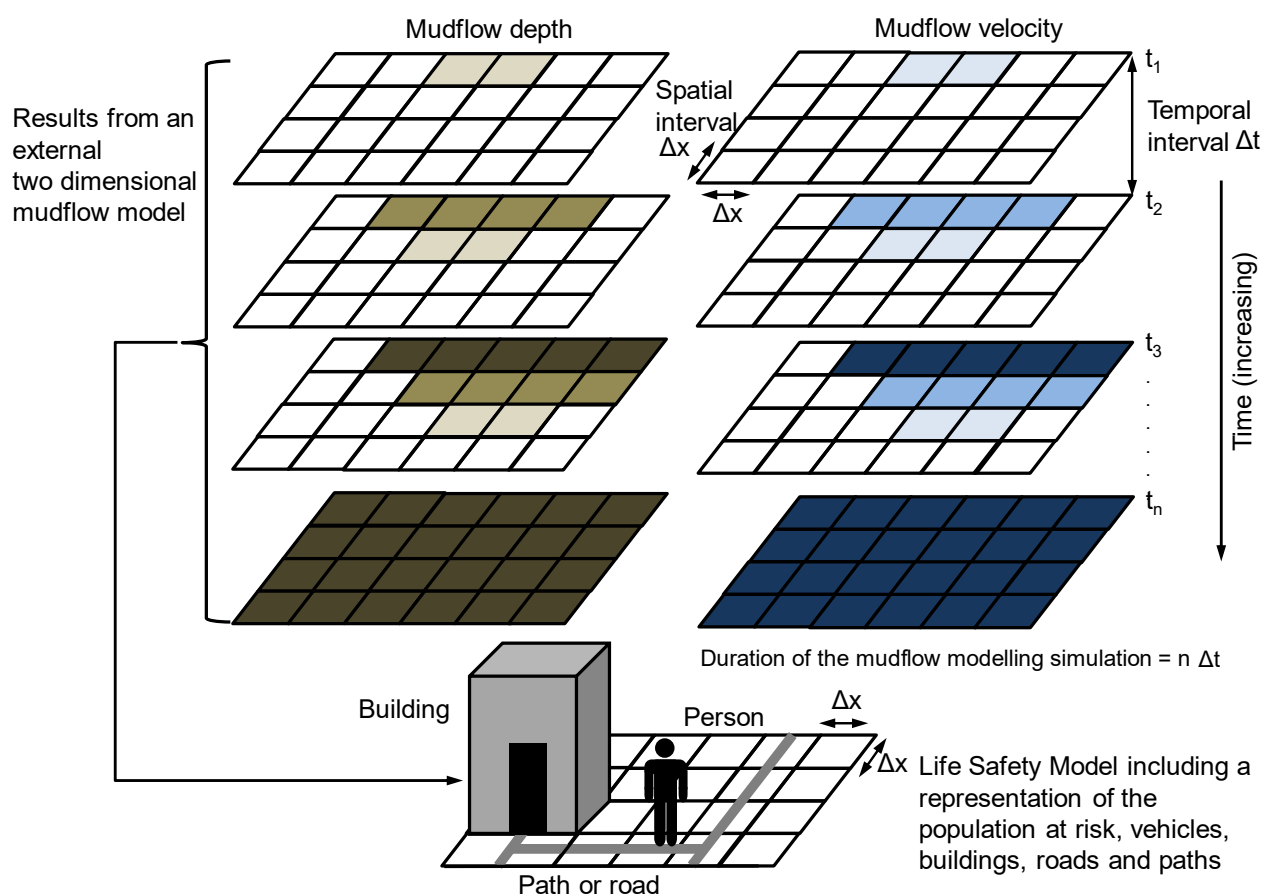 Mudflow depth
Mudflow velocity
Results from an
external
two dimensional
mudflow model
Spatial
interval
Δx
Δx
t1
Temporal
interval Δt
t2
t3
.
.
.
.
.
tn
Time (increasing)
Duration of the mudflow modelling simulation = n Δt
Building
Person
Δx
Δx
Life Safety Model including a
representation of the
population at risk, vehicles,
buildings, roads and paths
Path or road